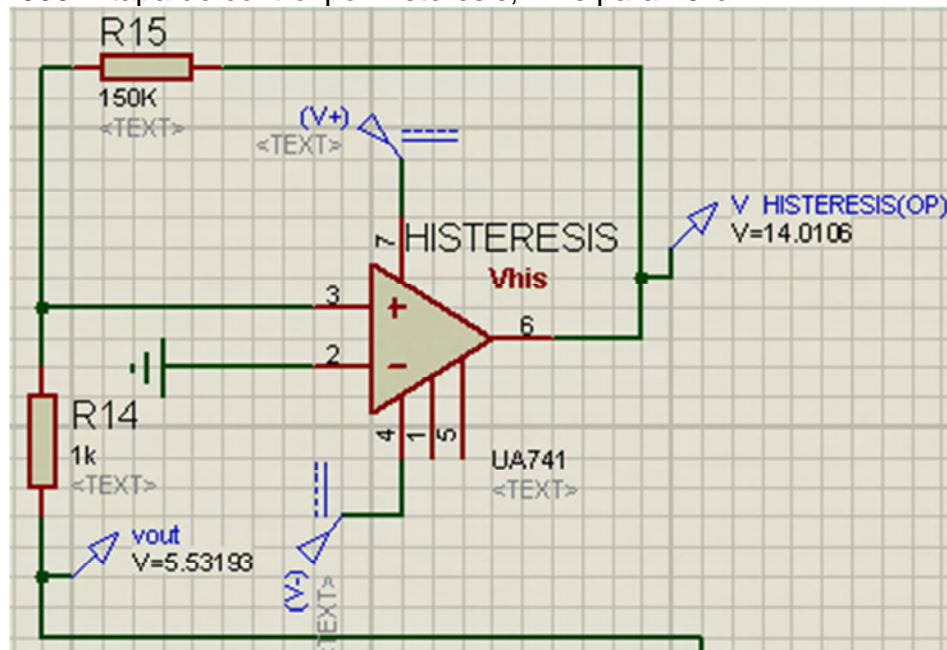 R15
150K
<TEXT>
(V+)
<TEXT>
7
HISTERESIS
Vhis
V HISTERESIS(OP)
V=14.0106
3
+
6
2
−
R14
1k
<TEXT>
4
1
5
UA741
<TEXT>
vout
V=5.53193
(V-)
<TEXT>